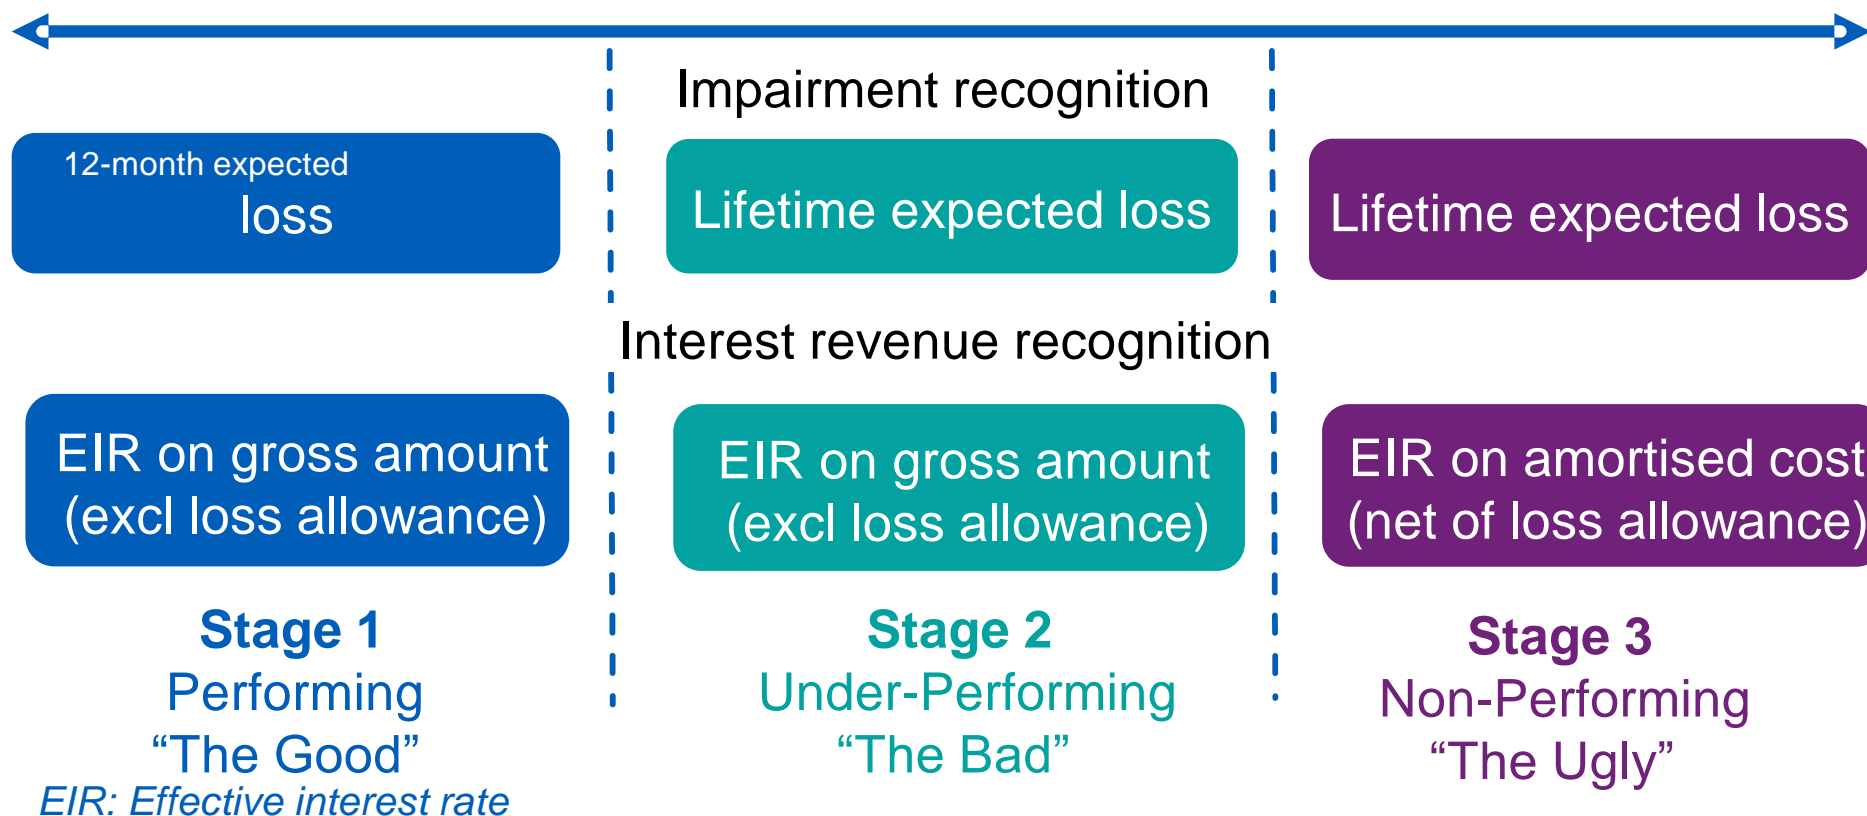 Impairment recognition
12-month expected
loss
Lifetime expected loss
Lifetime expected loss
Interest revenue recognition
EIR on gross amount
(excl loss allowance)
EIR on gross amount
(excl loss allowance)
EIR on amortised cost
(net of loss allowance)
Stage 1
Performing
“The Good”
Stage 2
Under-Performing
“The Bad”
Stage 3
Non-Performing
“The Ugly”
EIR: Effective interest rate